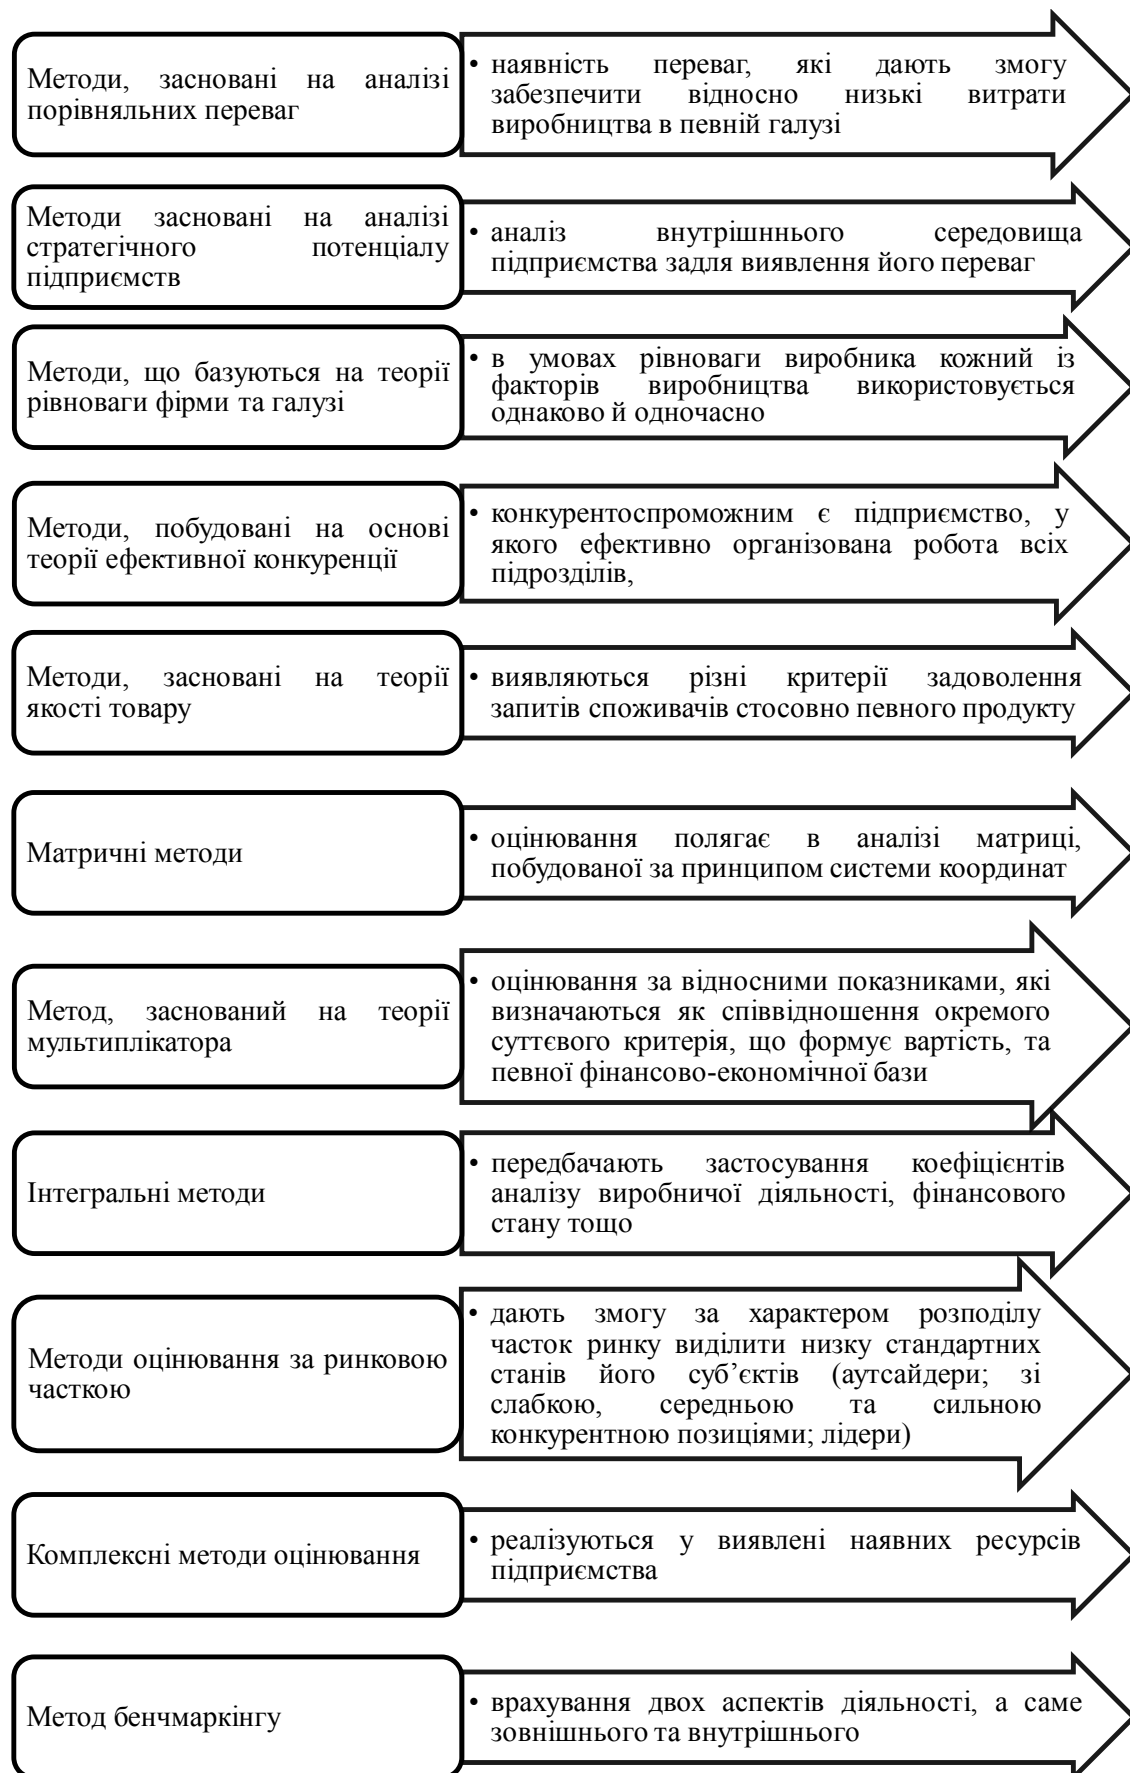 Методи, засновані на аналізі
порівняльних переваг
• наявність переваг, які дають змогу
забезпечити відносно низькі витрати
виробництва в певній галузі
Методи засновані на аналізі
стратегічного потенціалу
підприємств
• аналіз внутрішннього середовища
підприємства задля виявлення його переваг
Методи, що базуються на теорії
рівноваги фірми та галузі
• в умовах рівноваги виробника кожний із
факторів виробництва використовується
однаково й одночасно
Методи, побудовані на основі
теорії ефективної конкуренції
• конкурентоспроможним є підприємство, у
якого ефективно організована робота всіх
підрозділів,
Методи, засновані на теорії
якості товару
• виявляються різні критерії задоволення
запитів споживачів стосовно певного продукту
Матричні методи
• оцінювання полягає в аналізі матриці,
побудованої за принципом системи координат
Метод, заснований на теорії
мультиплікатора
• оцінювання за відносними показниками, які
визначаються як співвідношення окремого
суттєвого критерія, що формує вартість, та
певної фінансово-економічної бази
Інтегральні методи
• передбачають застосування коефіцієнтів
аналізу виробничої діяльності, фінансового
стану тощо
Методи оцінювання за ринковою
часткою
• дають змогу за характером розподілу
часток ринку виділити низку стандартних
станів його суб’єктів (аутсайдери; зі
слабкою, середньою та сильною
конкурентною позиціями; лідери)
Комплексні методи оцінювання
• реалізуються у виявлені наявних ресурсів
підприємства
Метод бенчмаркінгу
• врахування двох аспектів діяльності, а саме
зовнішнього та внутрішнього